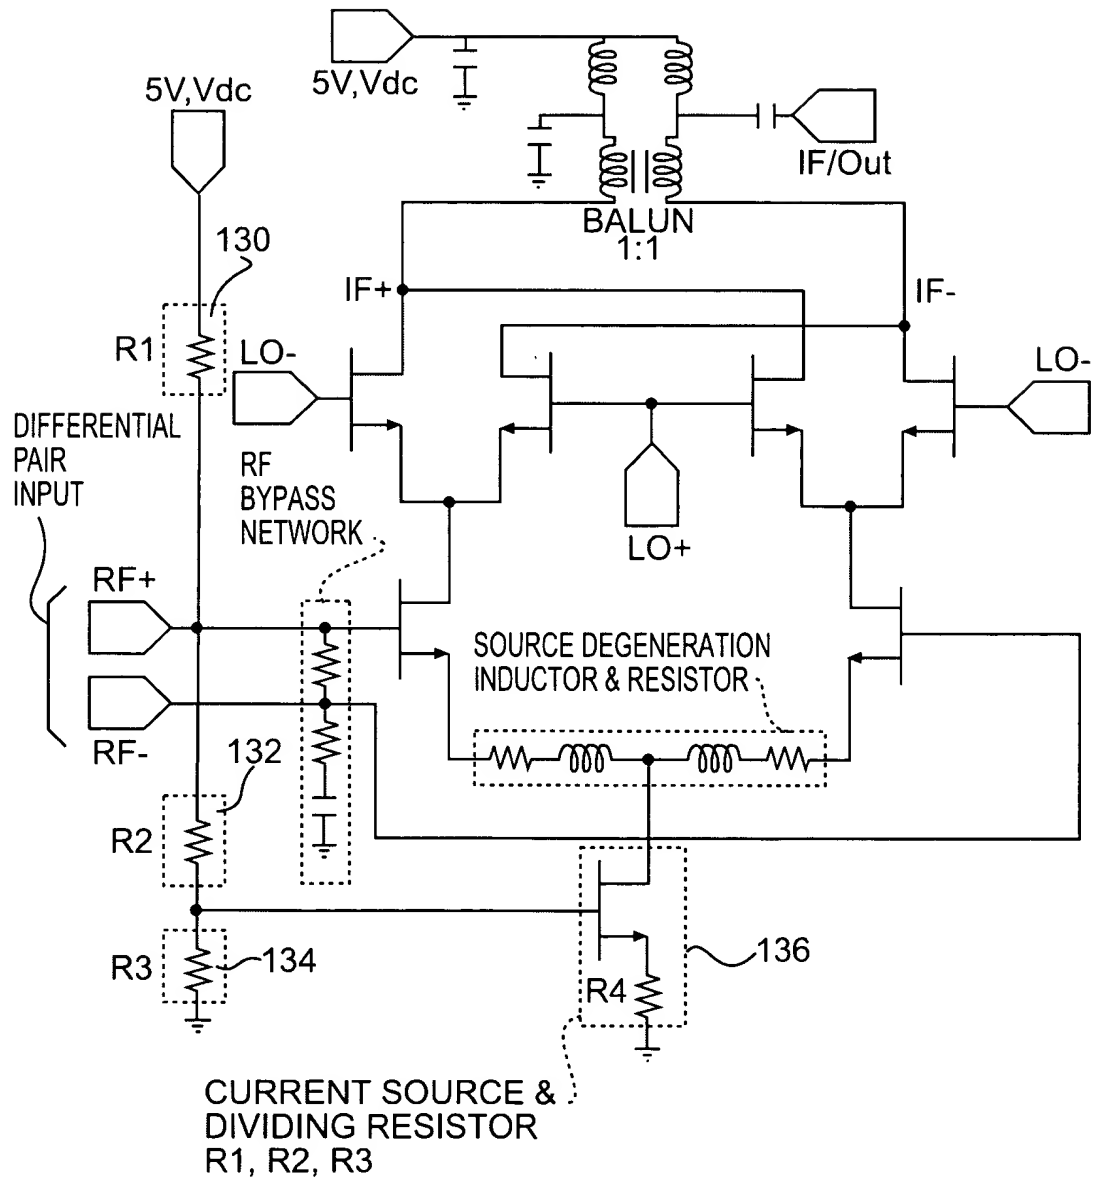 5V,Vdc
5V,Vdc
IF/Out
BALUN
1:1
130
IF+
IF-
R1
LO-
LO-
DIFFERENTIAL
PAIR
INPUT
RF
BYPASS
NETWORK
LO+
RF+
SOURCE DEGENERATION
INDUCTOR & RESISTOR
RF-
132
R2
R3
134
136
R4
CURRENT SOURCE &
DIVIDING RESISTOR
R1, R2, R3